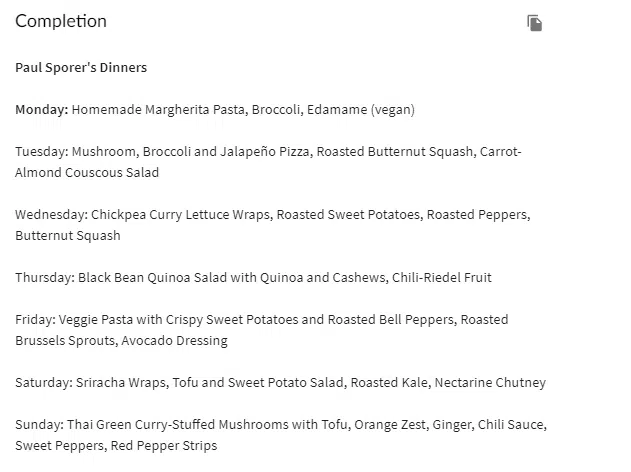 Completion
Paul Sporer's Dinners
Monday: Homemade Margherita Pasta, Broccoli, Edamame (vegan)
Tuesday: Mushroom, Broccoli and Jalapeño Pizza, Roasted Butternut Squash, Carrot-
Almond Couscous Salad
Wednesday: Chickpea Curry Lettuce Wraps, Roasted Sweet Potatoes, Roasted Peppers,
Butternut Squash
Thursday: Black Bean Quinoa Salad with Quinoa and Cashews, Chili-Riedel Fruit
Friday: Veggie Pasta with Crispy Sweet Potatoes and Roasted Bell Peppers, Roasted
Brussels Sprouts, Avocado Dressing
Saturday: Sriracha Wraps, Tofu and Sweet Potato Salad, Roasted Kale, Nectarine Chutney
Sunday: Thai Green Curry-Stuffed Mushrooms with Tofu, Orange Zest, Ginger, Chili Sauce,
Sweet Peppers, Red Pepper Strips